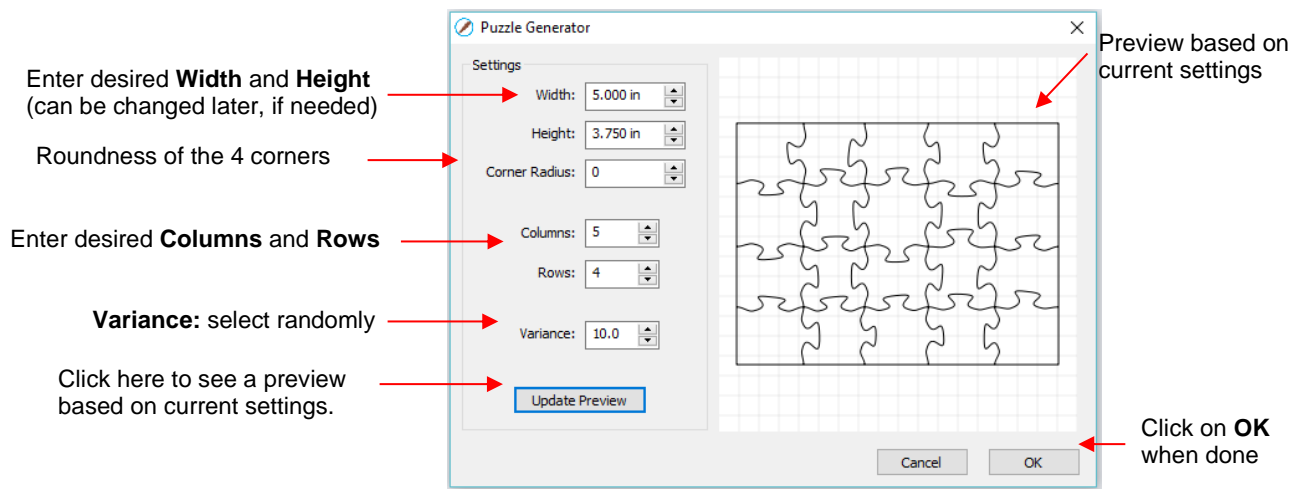 Puzzle Generator
Preview based on
current settings
Settings
Enter desired Width and Height
(can be changed later, if needed)
Width: 5.000 in
Height: 3.750 in
Roundness of the 4 corners
Corner Radius: 0
Enter desired Columns and Rows
Columns: 5
Rows: 4
Variance: select randomly
Variance: 10.0
Click here to see a preview
based on current settings.
Update Preview
Click on OK
when done
Cancel
OK